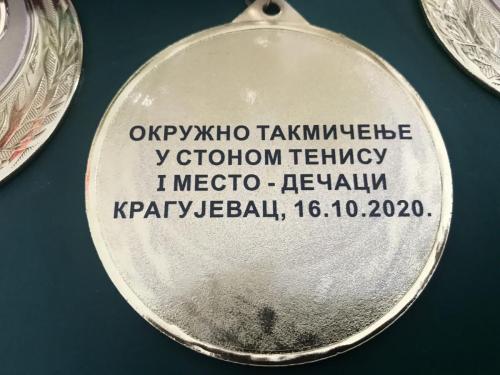 ОКРУЖНО ТАКМИЧЕЊЕ
У СТОНОМ ТЕНИСУ
I МЕСТО - ДЕЧАЦИ
КРАГУЈЕВАЦ, 16.10.2020.